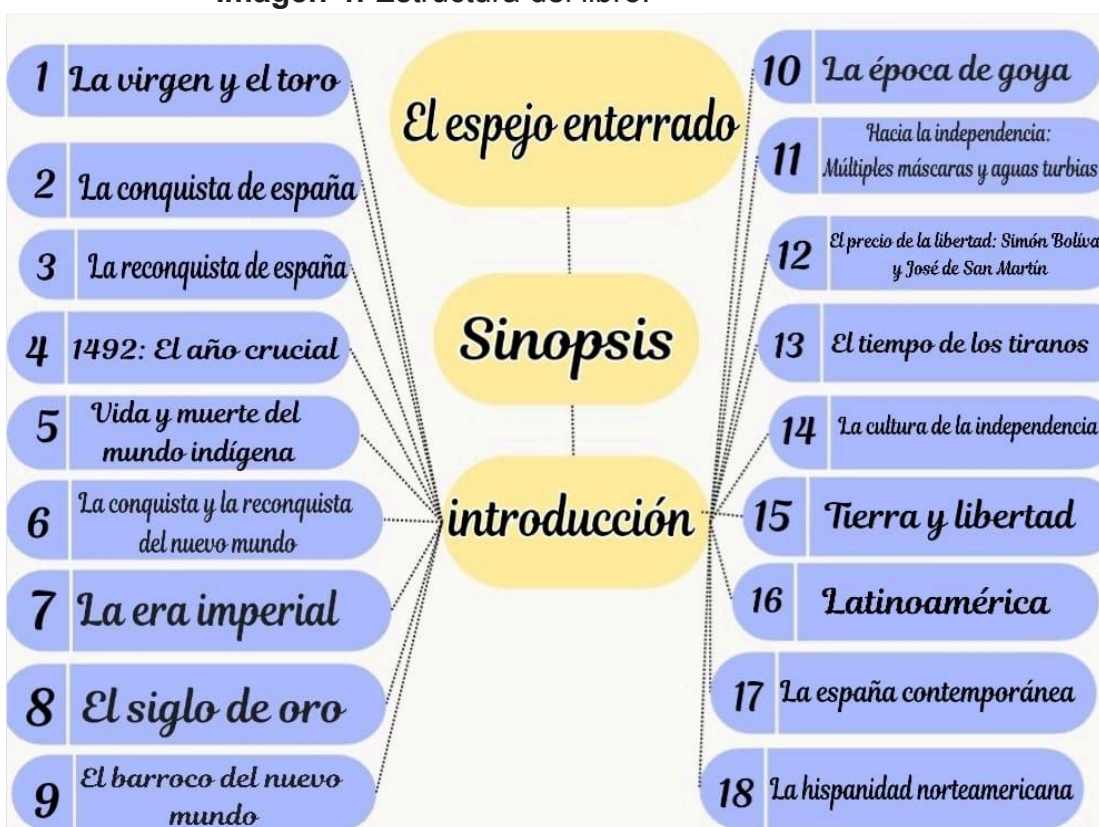 Imagen 1. Estructura del libro.
El espejo enterrado
Sinopsis
introducción
1 La virgen y el toro
2 La conquista de españa
3 La reconquista de españa
4 1492: El año crucial
5 Vida y muerte del
mundo indígena
6 La conquista y la reconquista
del nuevo mundo
7 La era imperial
8 El siglo de oro
9 El barroco del nuevo
mundo
10 La época de goya
11 Hacia la independencia:
Múltiples máscaras y aguas turbias
12 El precio de la libertad: Simón Bolíva
y José de San Martín
13 El tiempo de los tiranos
14 La cultura de la independencia
15 Tierra y libertad
16 Latinoamérica
17 La españa contemporánea
18 La hispanidad norteamericana